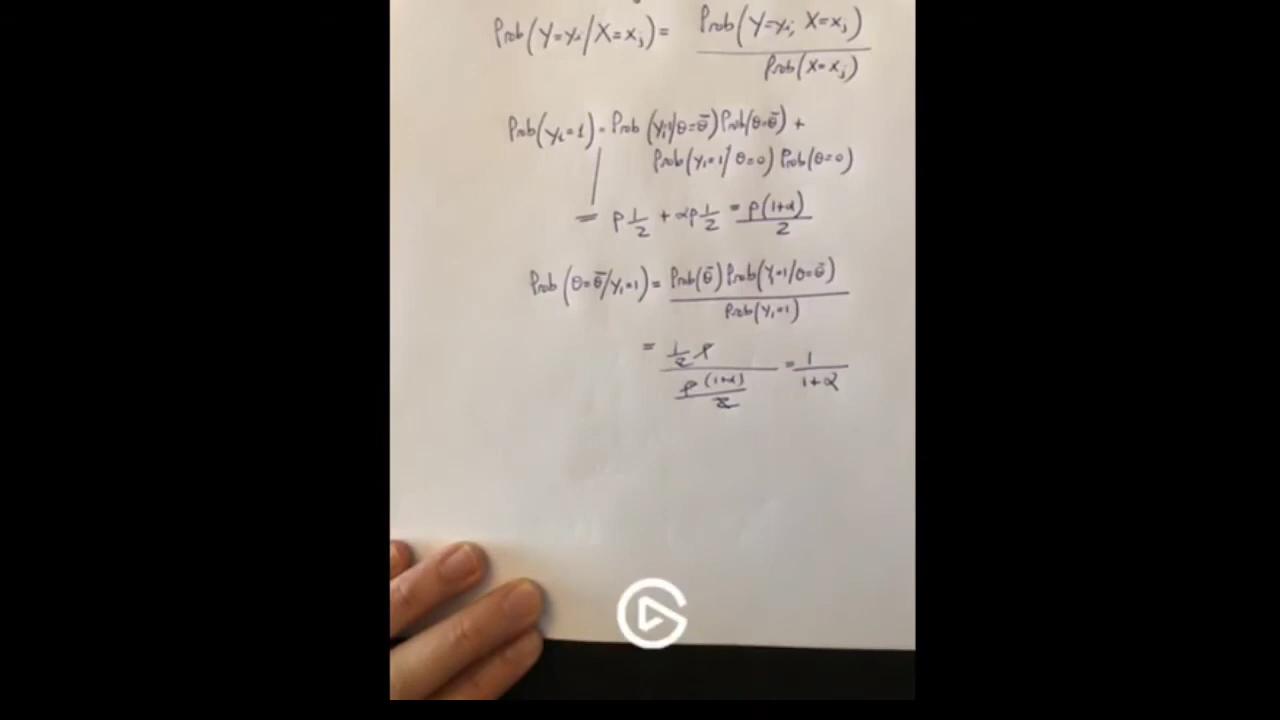 Prob(Y=yi/X=xj) = Prob(Y=yi, X=xj) / Prob(X=xj)
Prob(y1=1) = Prob(y1=1/θ=θ̄)Prob(θ=θ̄) +
Prob(y1=1/θ=0) Prob(θ=0)
= p 1/2 + αp 1/2 = p(1+α)/2
Prob(θ=θ̄/y1=1) = Prob(θ̄) Prob(y1=1/θ=θ̄) / Prob(y1=1)
= 1/2 p / p(1+α)/2 = 1/1+α